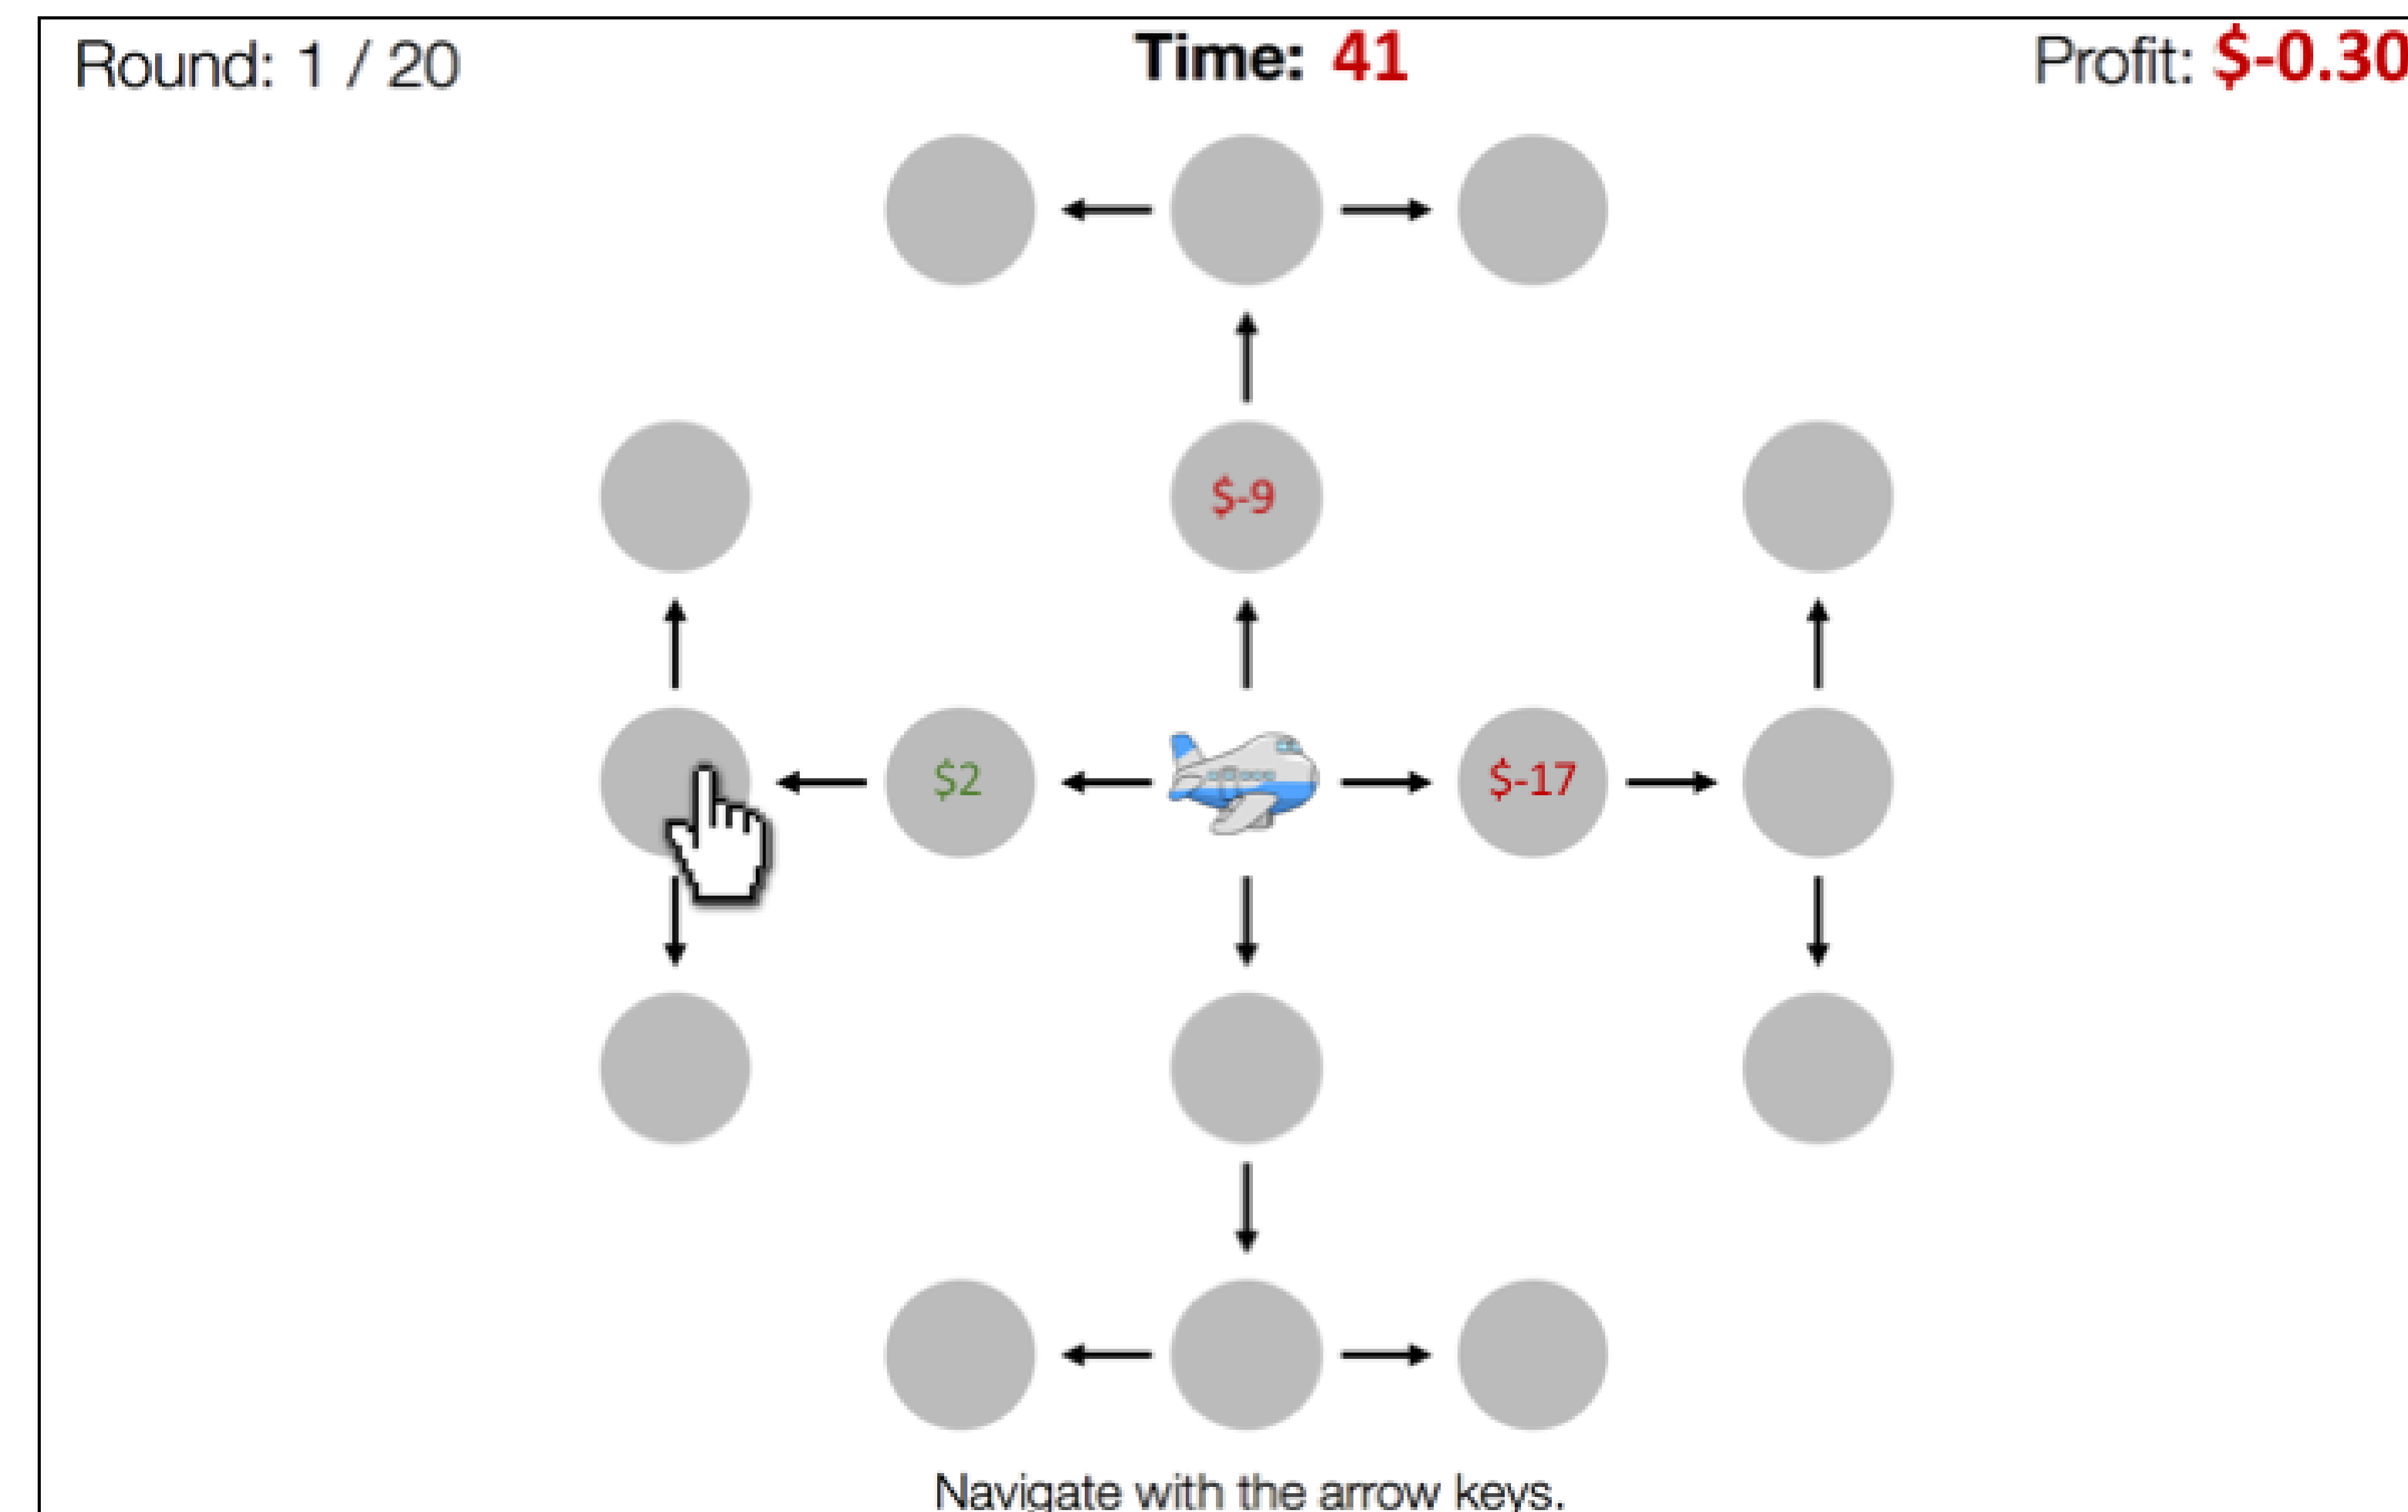 Round: 1 / 20 Time: 41 Profit: $-0.30
$-9
$2 $-17
Navigate with the arrow keys.